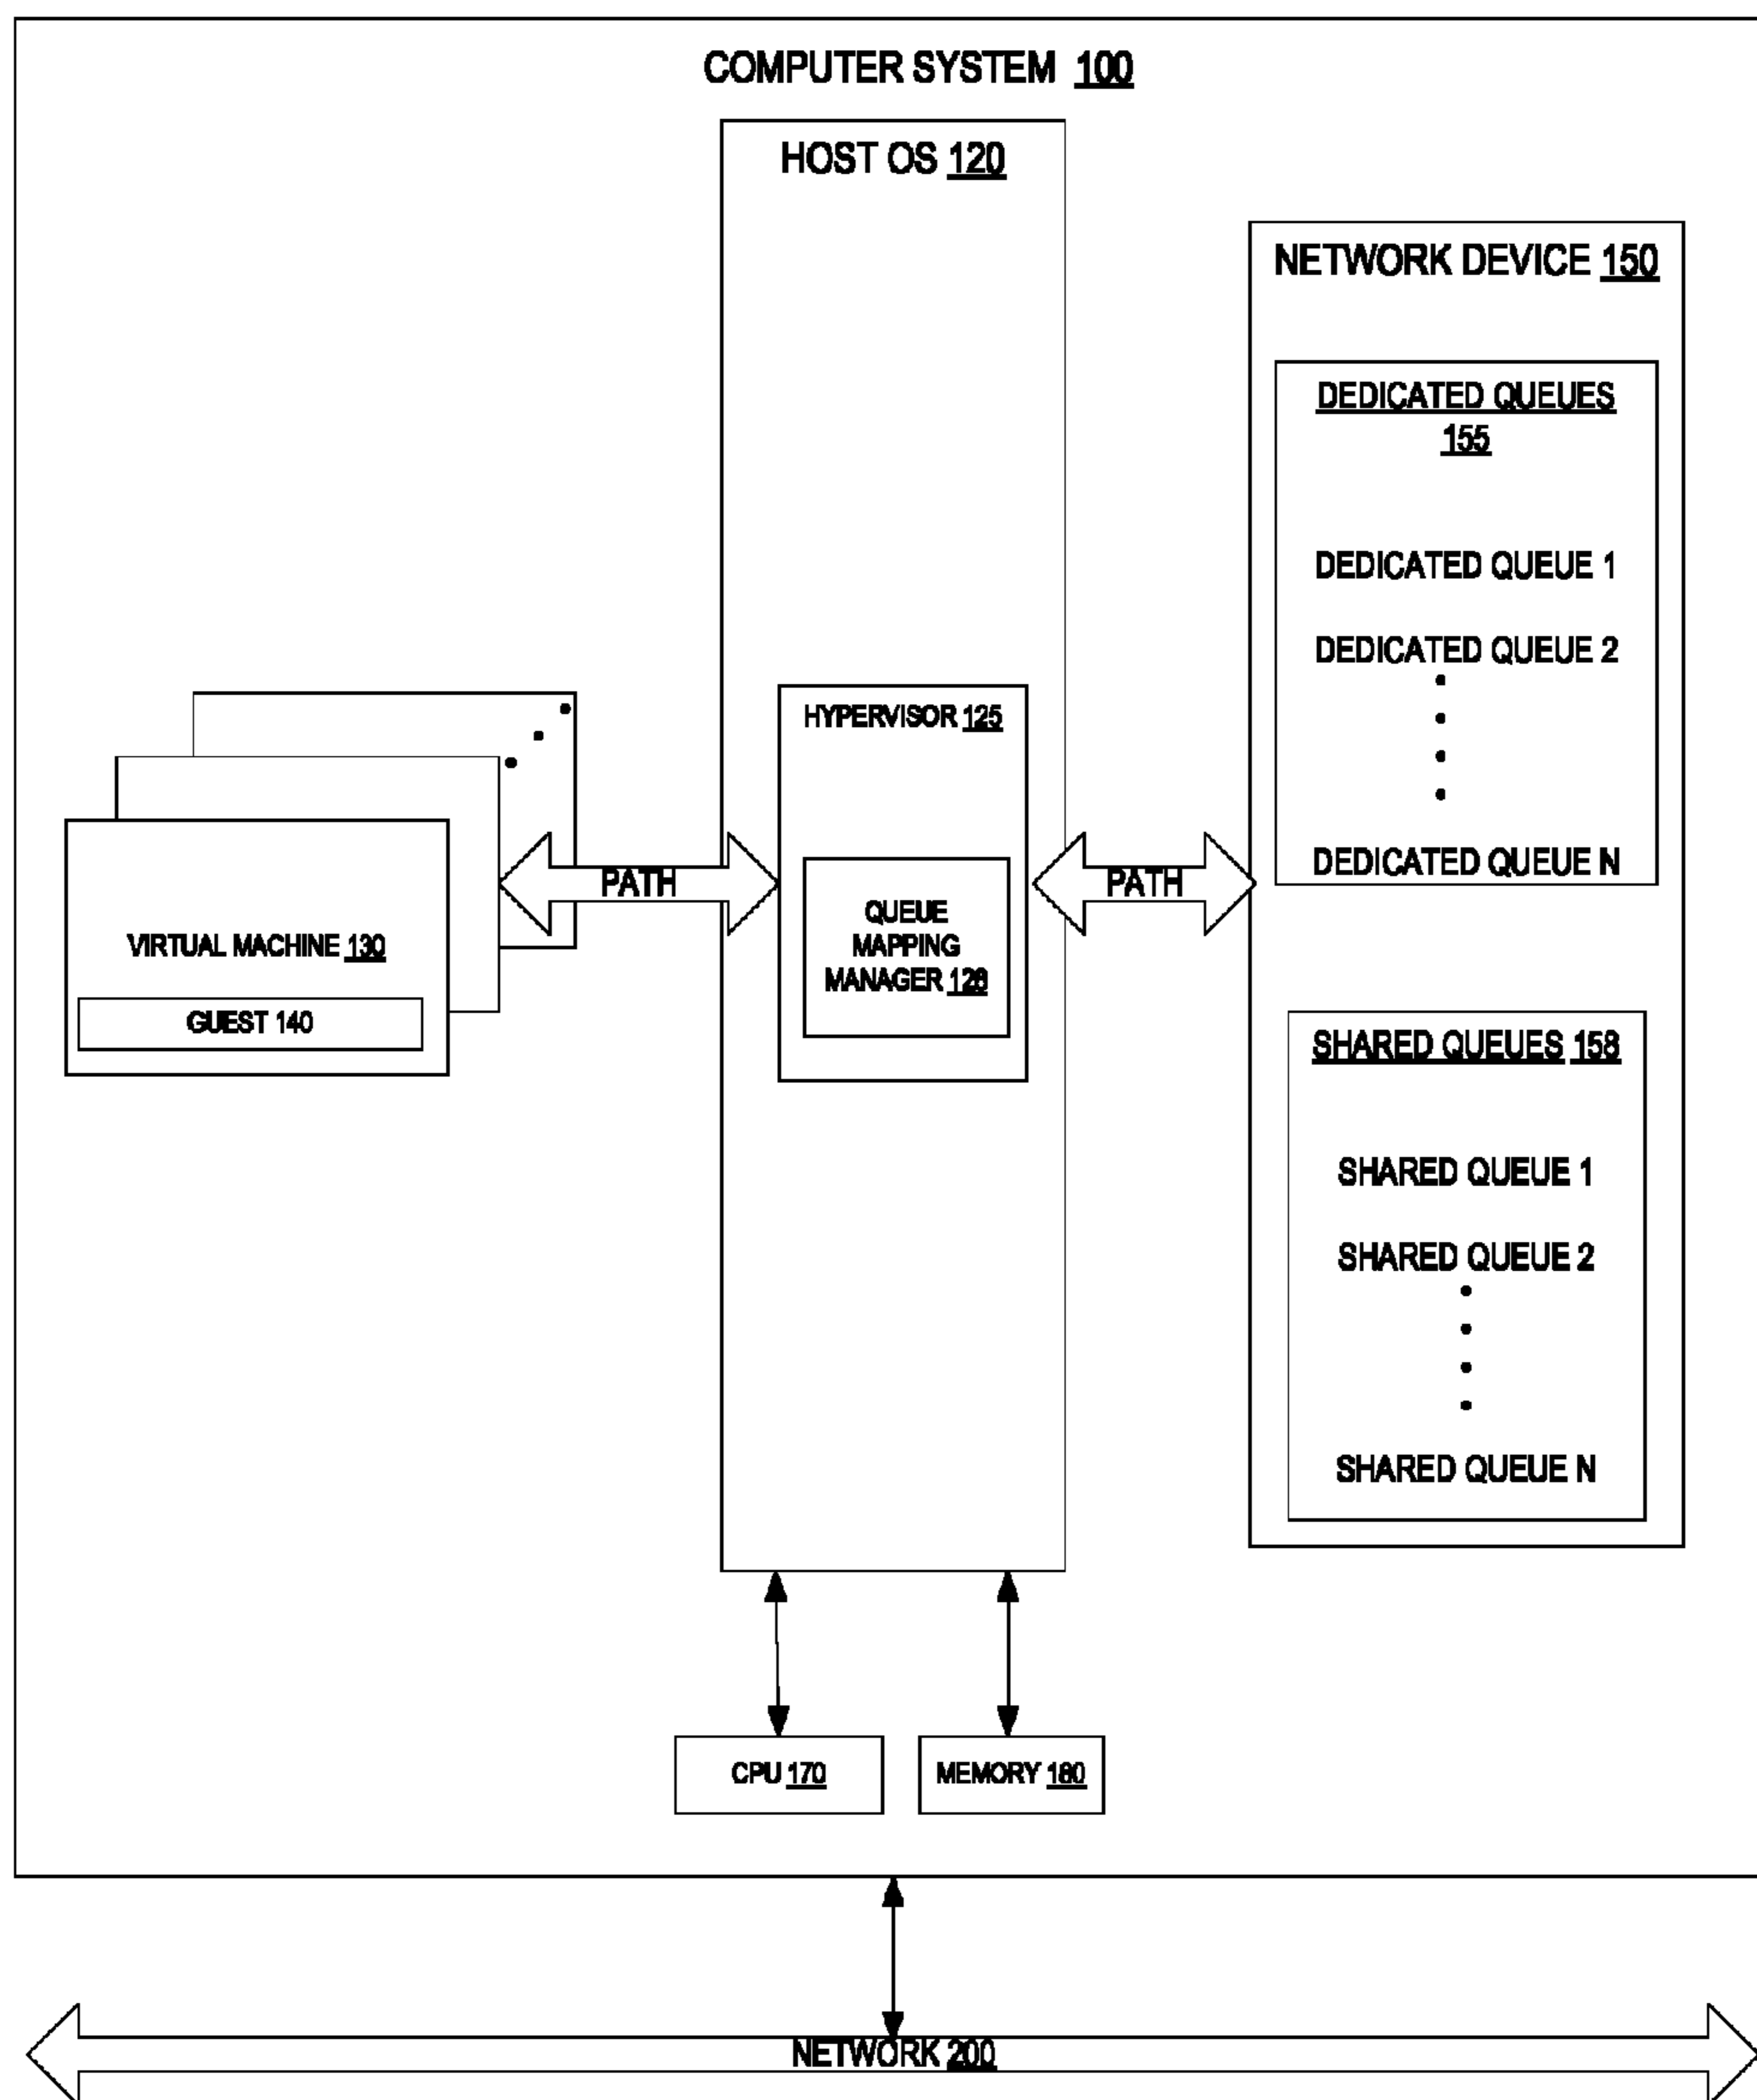 COMPUTER SYSTEM 100
HOST OS 120
NETWORK DEVICE 150
DEDICATED QUEUES
155
DEDICATED QUEUE 1
DEDICATED QUEUE 2
DEDICATED QUEUE N
HYPERVISOR 125
PATH
PATH
QUEUE
MAPPING
MANAGER 128
VIRTUAL MACHINE 130
GUEST 140
SHARED QUEUES 158
SHARED QUEUE 1
SHARED QUEUE 2
SHARED QUEUE N
CPU 170
MEMORY 180
NETWORK 200